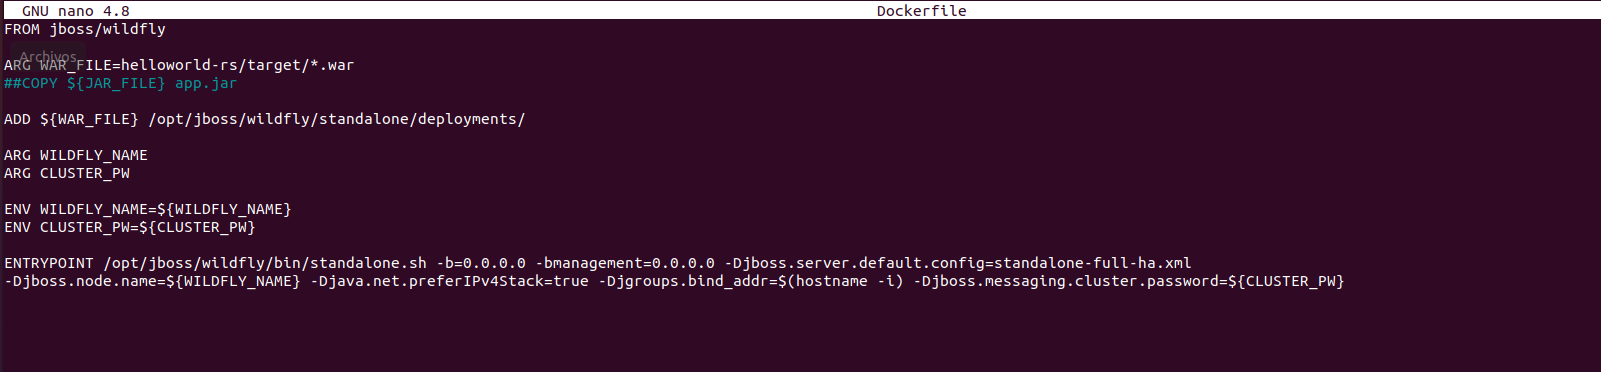 GNU nano 4.8 Dockerfile
FROM jboss/wildfly
Archivos
ARG WAR_FILE=helloworld-rs/target/*.war
##COPY ${JAR_FILE} app.jar
ADD ${WAR_FILE} /opt/jboss/wildfly/standalone/deployments/
ARG WILDFLY_NAME
ARG CLUSTER_PW
ENV WILDFLY_NAME=${WILDFLY_NAME}
ENV CLUSTER_PW=${CLUSTER_PW}
ENTRYPOINT /opt/jboss/wildfly/bin/standalone.sh -b=0.0.0.0 -bmanagement=0.0.0.0 -Djboss.server.default.config=standalone-full-ha.xml
-Djboss.node.name=${WILDFLY_NAME} -Djava.net.preferIPv4Stack=true -Djgroups.bind_addr=$(hostname -i) -Djboss.messaging.cluster.password=${CLUSTER_PW}